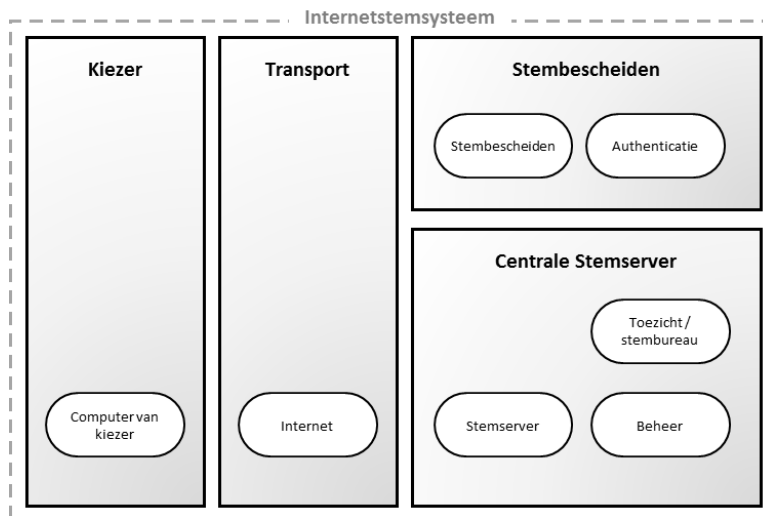 Internetstemsysteem
Kiezer
Transport
Stembescheiden
Stembescheiden
Authenticatie
Centrale Stemserver
Toezicht /
stembureau
Computer van
kiezer
Internet
Stemserver
Beheer